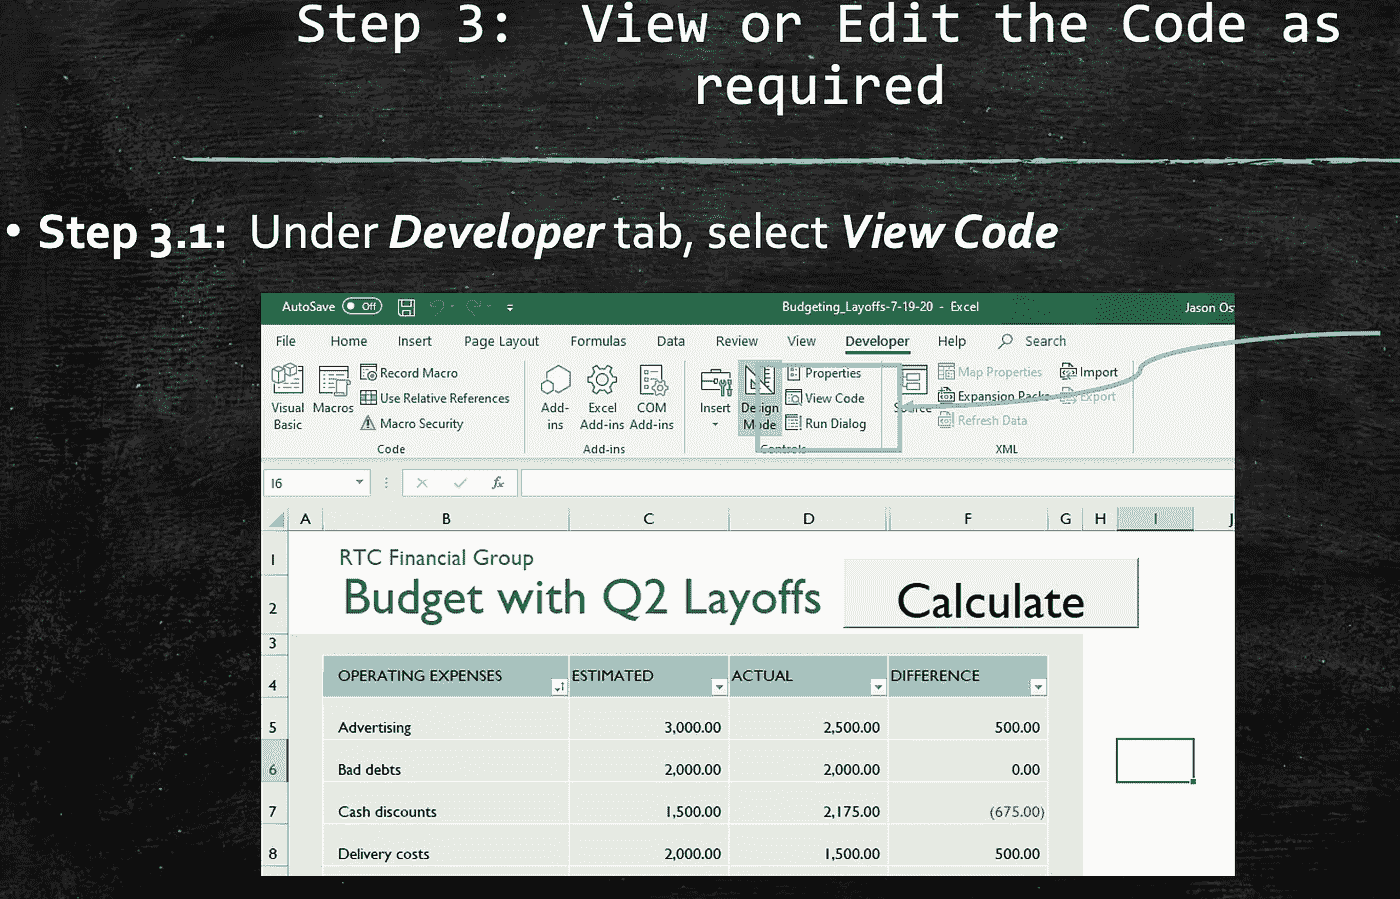 Step 3:  View or Edit the Code as
required
• Step 3.1:  Under Developer tab, select View Code
AutoSave Off Budgeting_Layoffs-7-19-20 - Excel Jason Os
File Home Insert Page Layout Formulas Data Review View Developer Help Search
Record Macro Properties Map Properties Import
Use Relative References View Code Expansion Packs Export
Macro Security Run Dialog Refresh Data
Visual Basic Macros Add-ins Excel Add-ins COM Add-ins Insert Design Mode Source
Code Add-ins Controls XML
I6 fx
A B C D F G H I J
1 RTC Financial Group
2 Budget with Q2 Layoffs Calculate
3
4 OPERATING EXPENSES ESTIMATED ACTUAL DIFFERENCE
5 Advertising 3,000.00 2,500.00 500.00
6 Bad debts 2,000.00 2,000.00 0.00
7 Cash discounts 1,500.00 2,175.00 (675.00)
8 Delivery costs 2,000.00 1,500.00 500.00